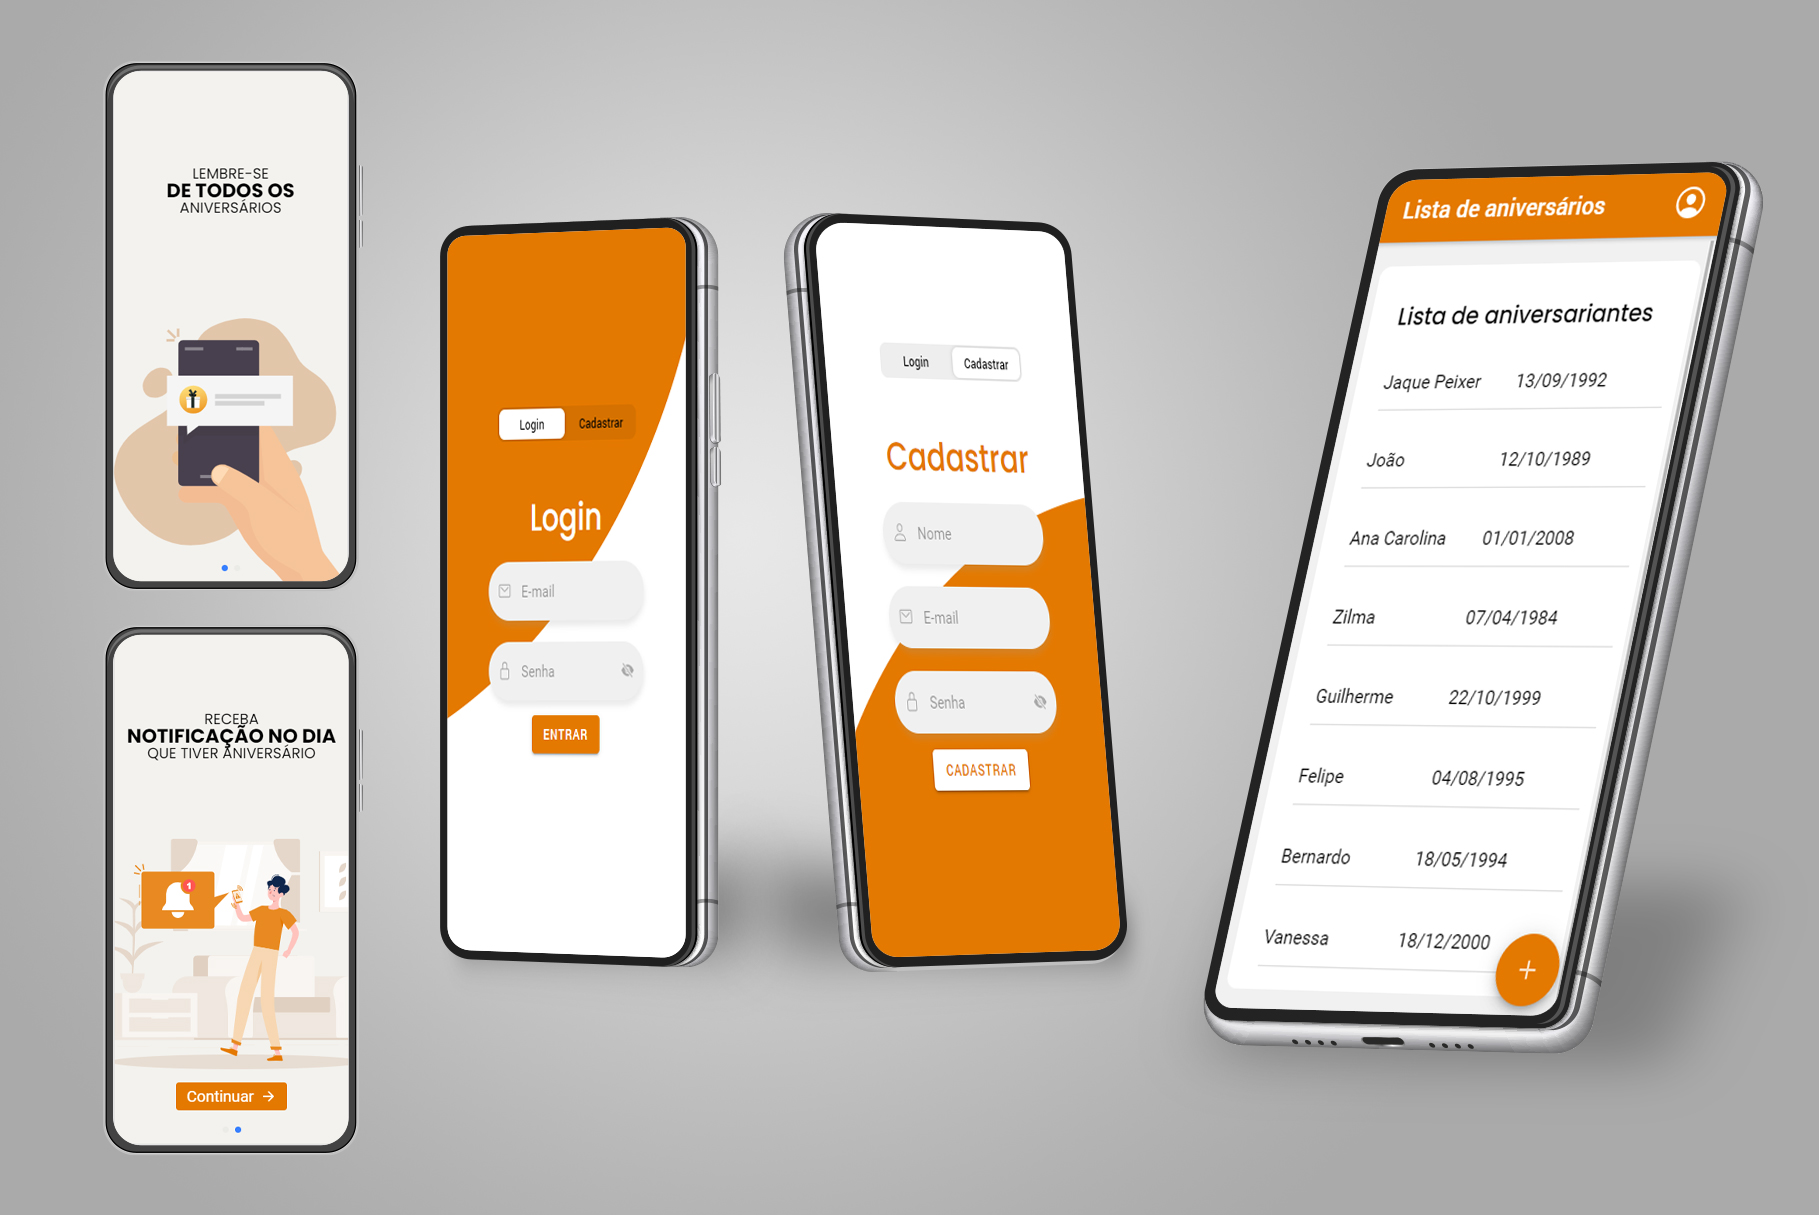 LEMBRE-SE
DE TODOS OS
ANIVERSÁRIOS
RECEBA
NOTIFICAÇÃO NO DIA
QUE TIVER ANIVERSÁRIO
1
Continuar →
Login Cadastrar
Login
E-mail
Senha
ENTRAR
Login Cadastrar
Cadastrar
Nome
E-mail
Senha
CADASTRAR
Lista de aniversários
Lista de aniversariantes
Jaque Peixer 13/09/1992
João 12/10/1989
Ana Carolina 01/01/2008
Zilma 07/04/1984
Guilherme 22/10/1999
Felipe 04/08/1995
Bernardo 18/05/1994
Vanessa 18/12/2000
+